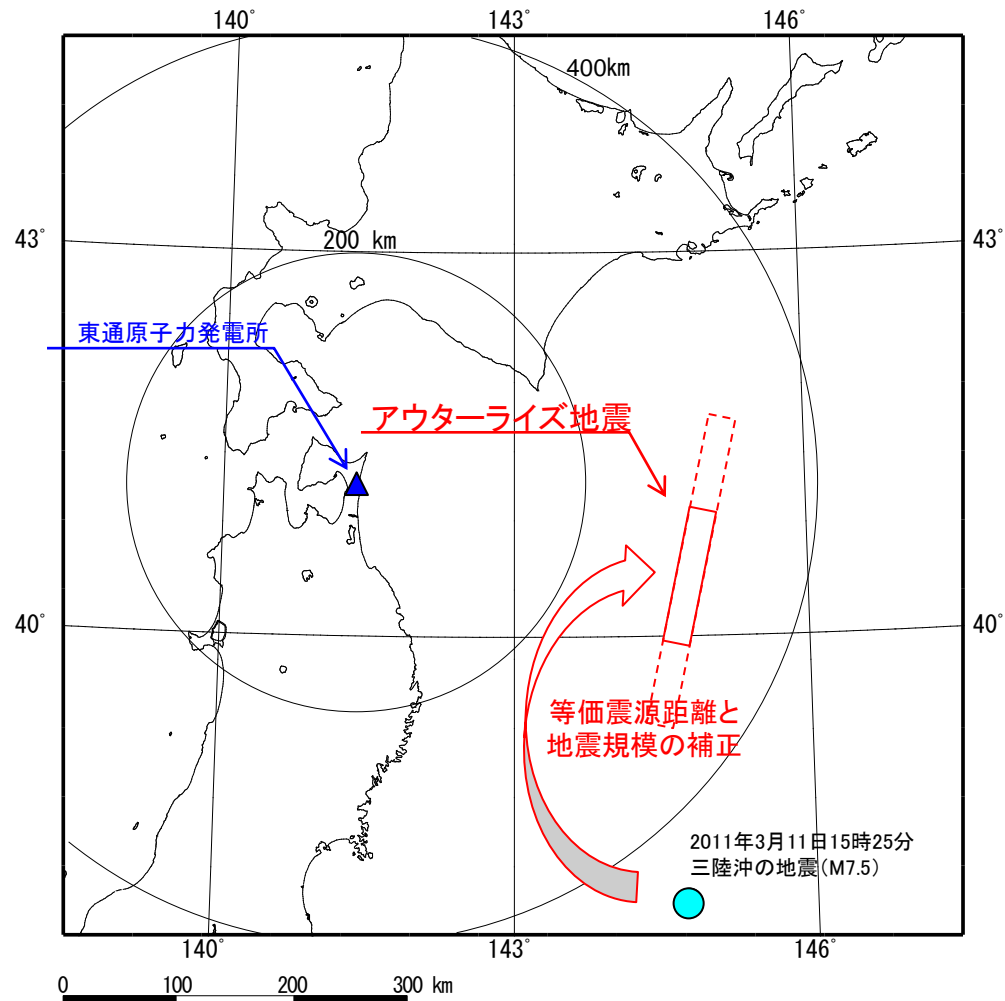 140° 143° 146°
400km
43° 200 km 43°
東通原子力発電所
アウターライズ地震
40° 40°
等価震源距離と
地震規模の補正
2011年3月11日15時25分
三陸沖の地震(M7.5)
140° 143° 146°
0 100 200 300 km